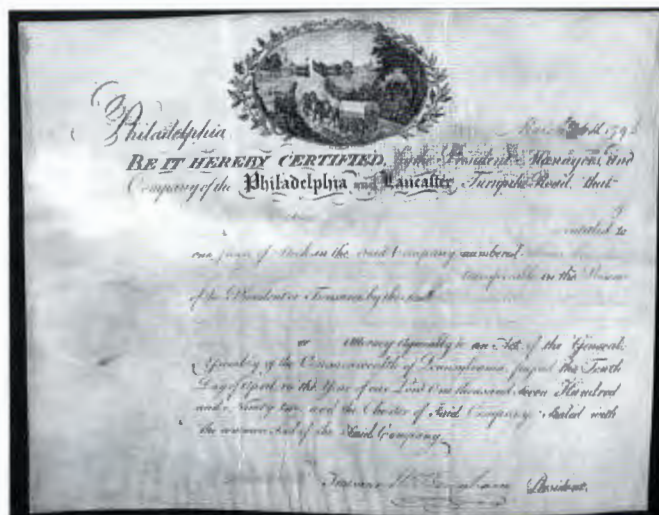 Philadelphia 179
BE IT HEREBY CERTIFIED, by the President, Managers, and
Company of the Philadelphia and Lancaster Turnpike Road, that
entitled to
one share of Stock in the said Company number
transferable in the Presence
of the President or Treasurer by the said
or Attorney Agreeably to an Act of the General
Assembly of the Commonwealth of Pennsylvania, passed the Tenth
Day of April in the Year of our Lord One thousand seven Hundred
and Ninety two, and the Charter of said Company. Sealed with
the common Seal of the Said Company
President.